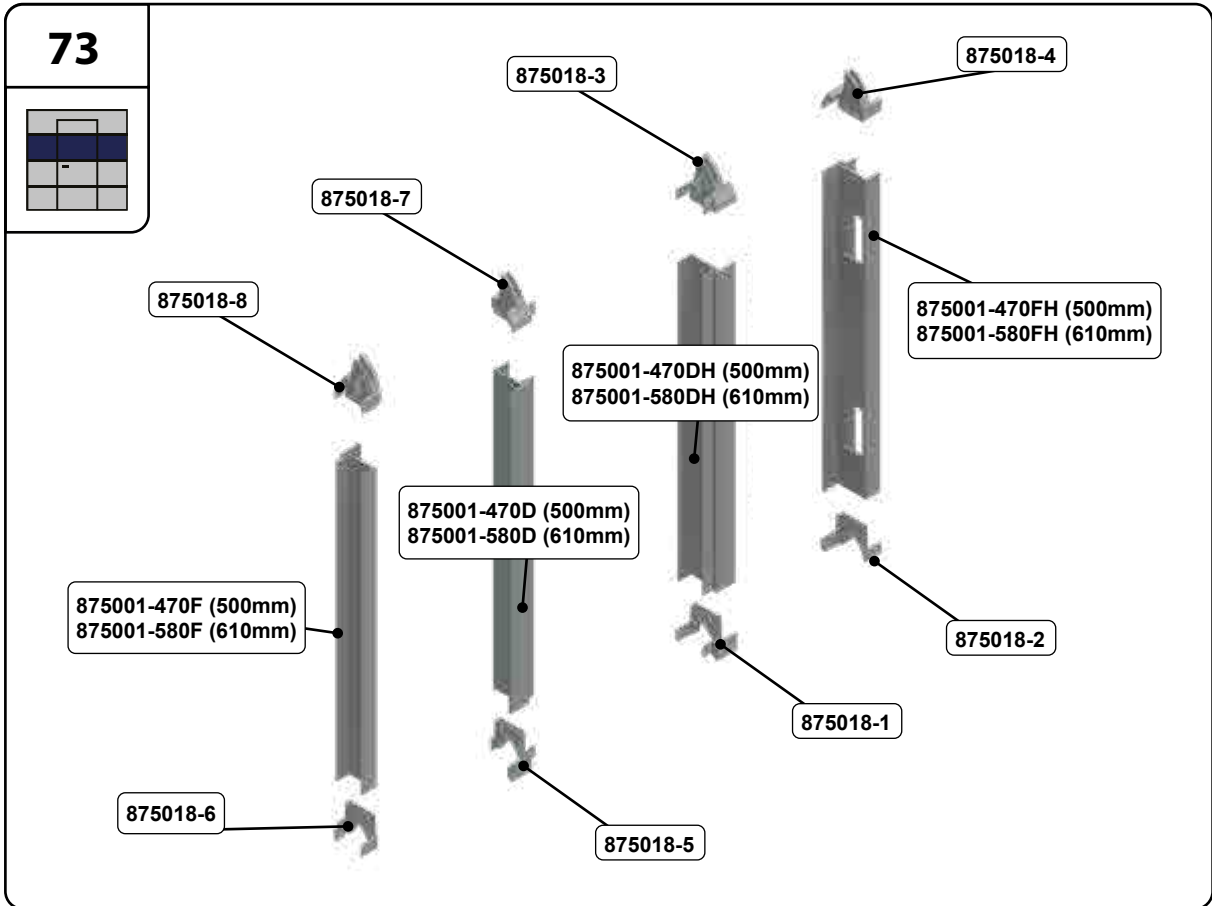 73
875018-4
875018-3
875018-7
875018-8
875001-470FH (500mm)
875001-580FH (610mm)
875001-470DH (500mm)
875001-580DH (610mm)
875001-470D (500mm)
875001-580D (610mm)
875001-470F (500mm)
875001-580F (610mm)
875018-2
875018-1
875018-6
875018-5